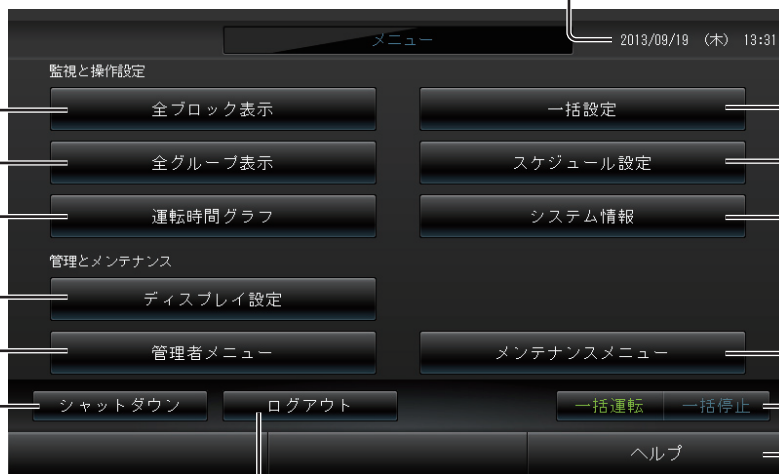 メニュー
2013/09/19 (木) 13:31
監視と操作設定
全ブロック表示
一括設定
全グループ表示
スケジュール設定
運転時間グラフ
システム情報
管理とメンテナンス
ディスプレイ設定
管理者メニュー
メンテナンスメニュー
シャットダウン
ログアウト
一括運転
一括停止
ヘルプ